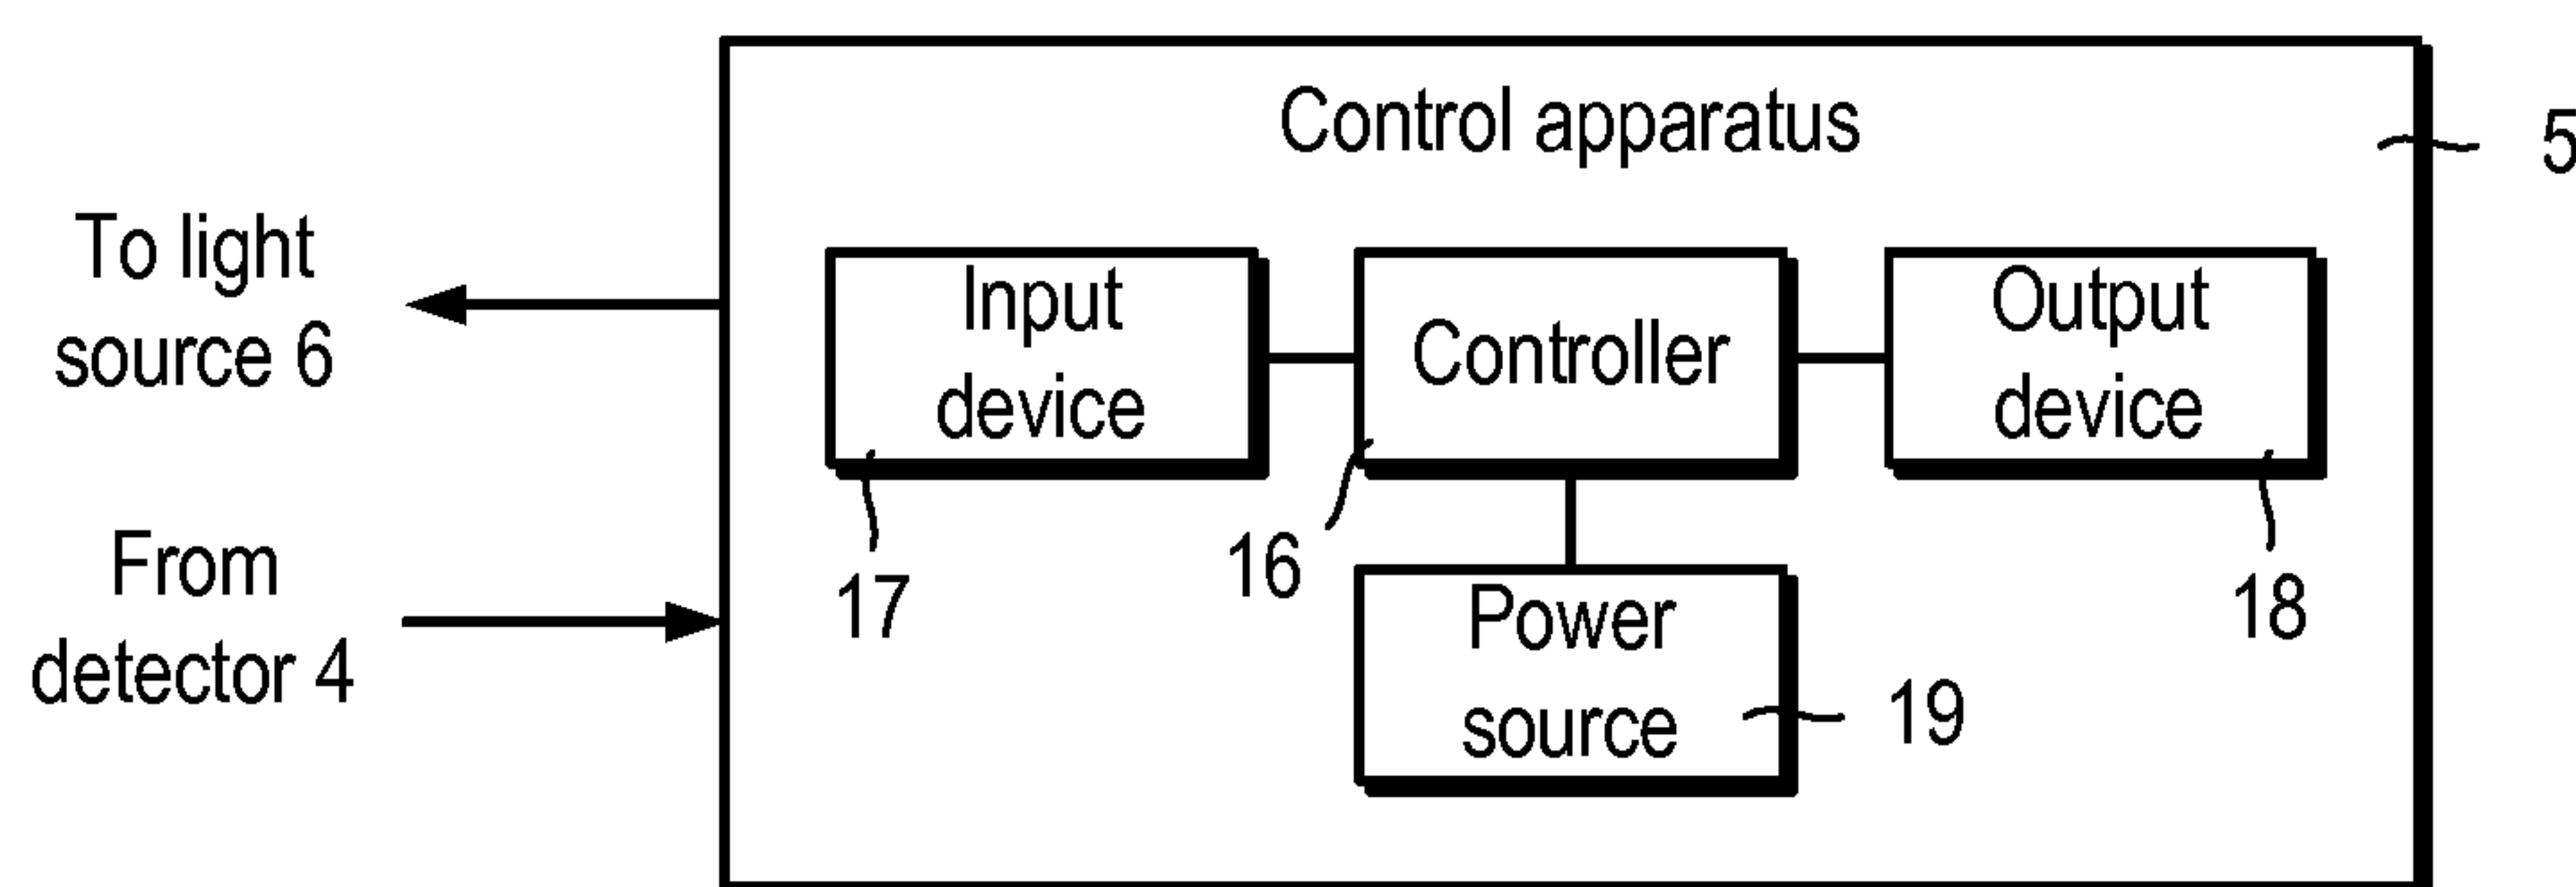 Control apparatus
5
To light
source 6
Input
device
Controller
Output
device
From
detector 4
17
16
18
Power
source
19